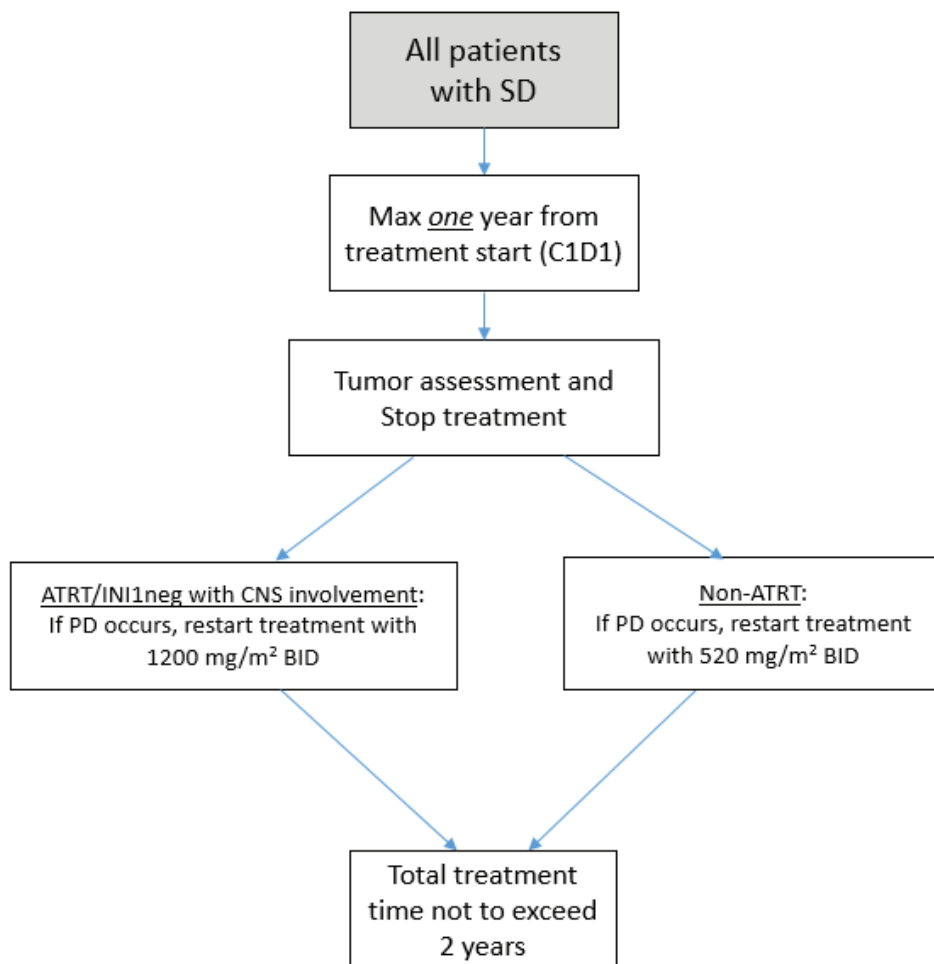 All patients
with SD
Max one year from
treatment start (C1D1)
Tumor assessment and
Stop treatment
ATRT/INI1neg with CNS involvement:
If PD occurs, restart treatment with
1200 mg/m² BID
Non-ATRT:
If PD occurs, restart treatment
with 520 mg/m² BID
Total treatment
time not to exceed
2 years